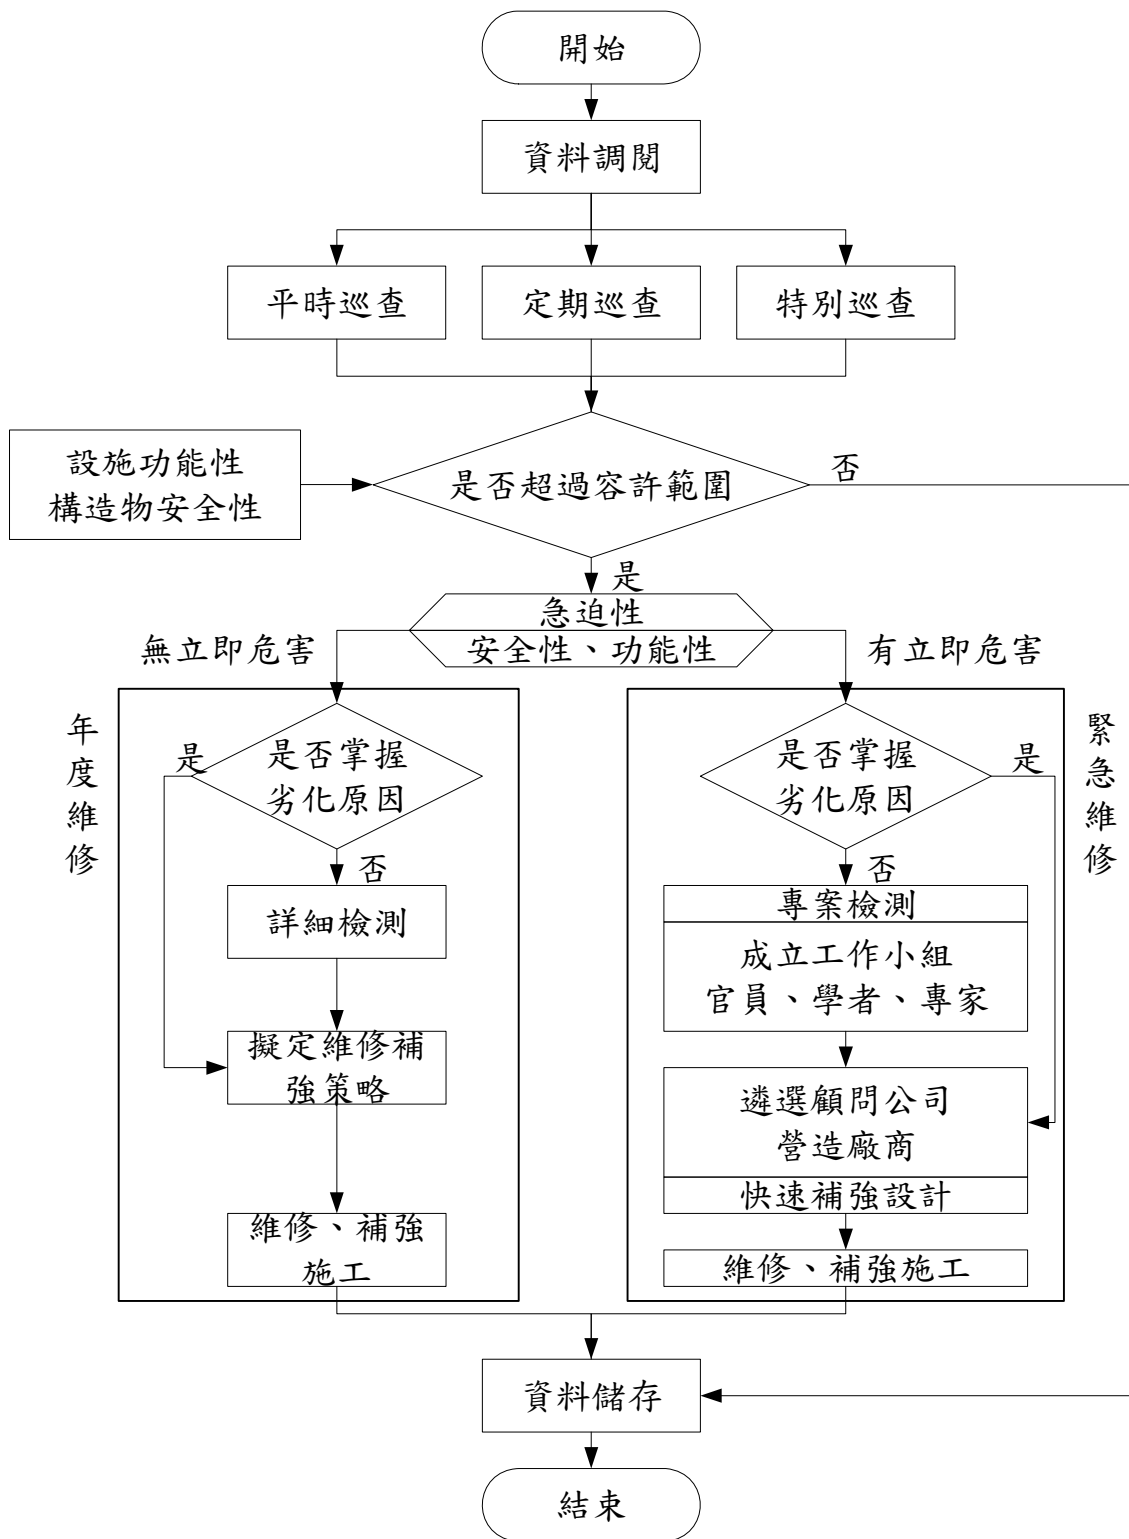 開始
資料調閱
平時巡查
定期巡查
特別巡查
設施功能性
構造物安全性
是否超過容許範圍
否
是
急迫性
安全性、功能性
無立即危害
有立即危害
年度維修
是否掌握
劣化原因
是
否
詳細檢測
擬定維修補
強策略
維修、補強
施工
緊急維修
是否掌握
劣化原因
是
否
專案檢測
成立工作小組
官員、學者、專家
遴選顧問公司
營造廠商
快速補強設計
維修、補強施工
資料儲存
結束